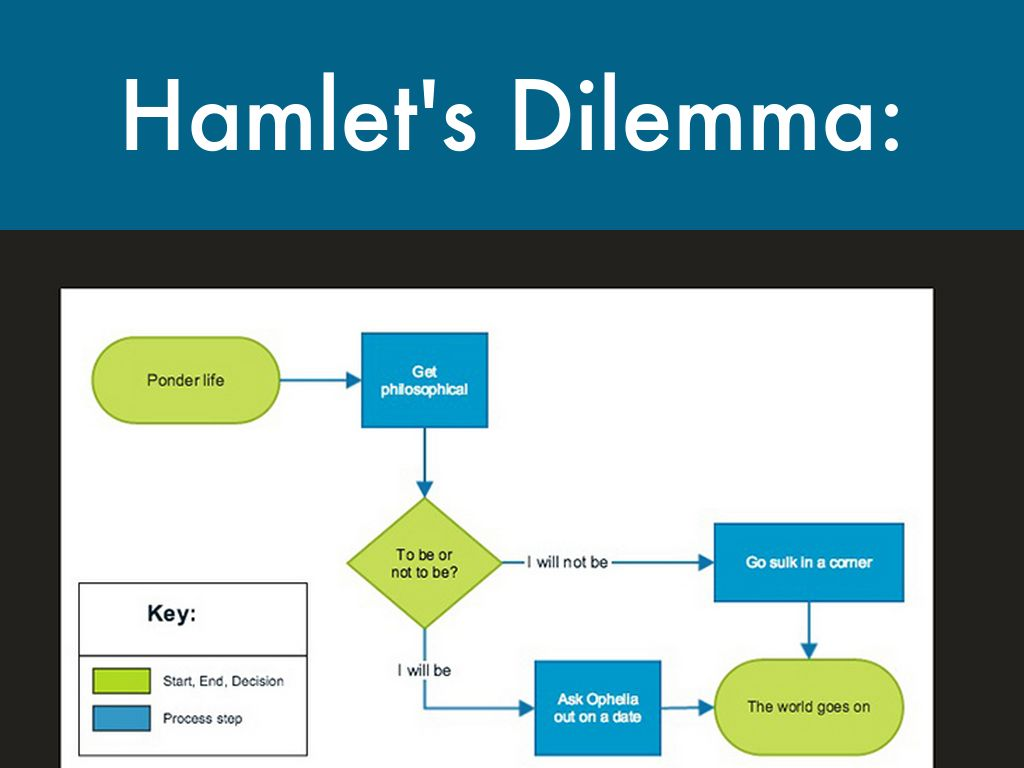 Hamlet's Dilemma:
Ponder life
Get
philosophical
To be or
not to be?
I will not be
Go sulk in a corner
I will be
Ask Ophelia
out on a date
The world goes on
Key:
Start, End, Decision
Process step